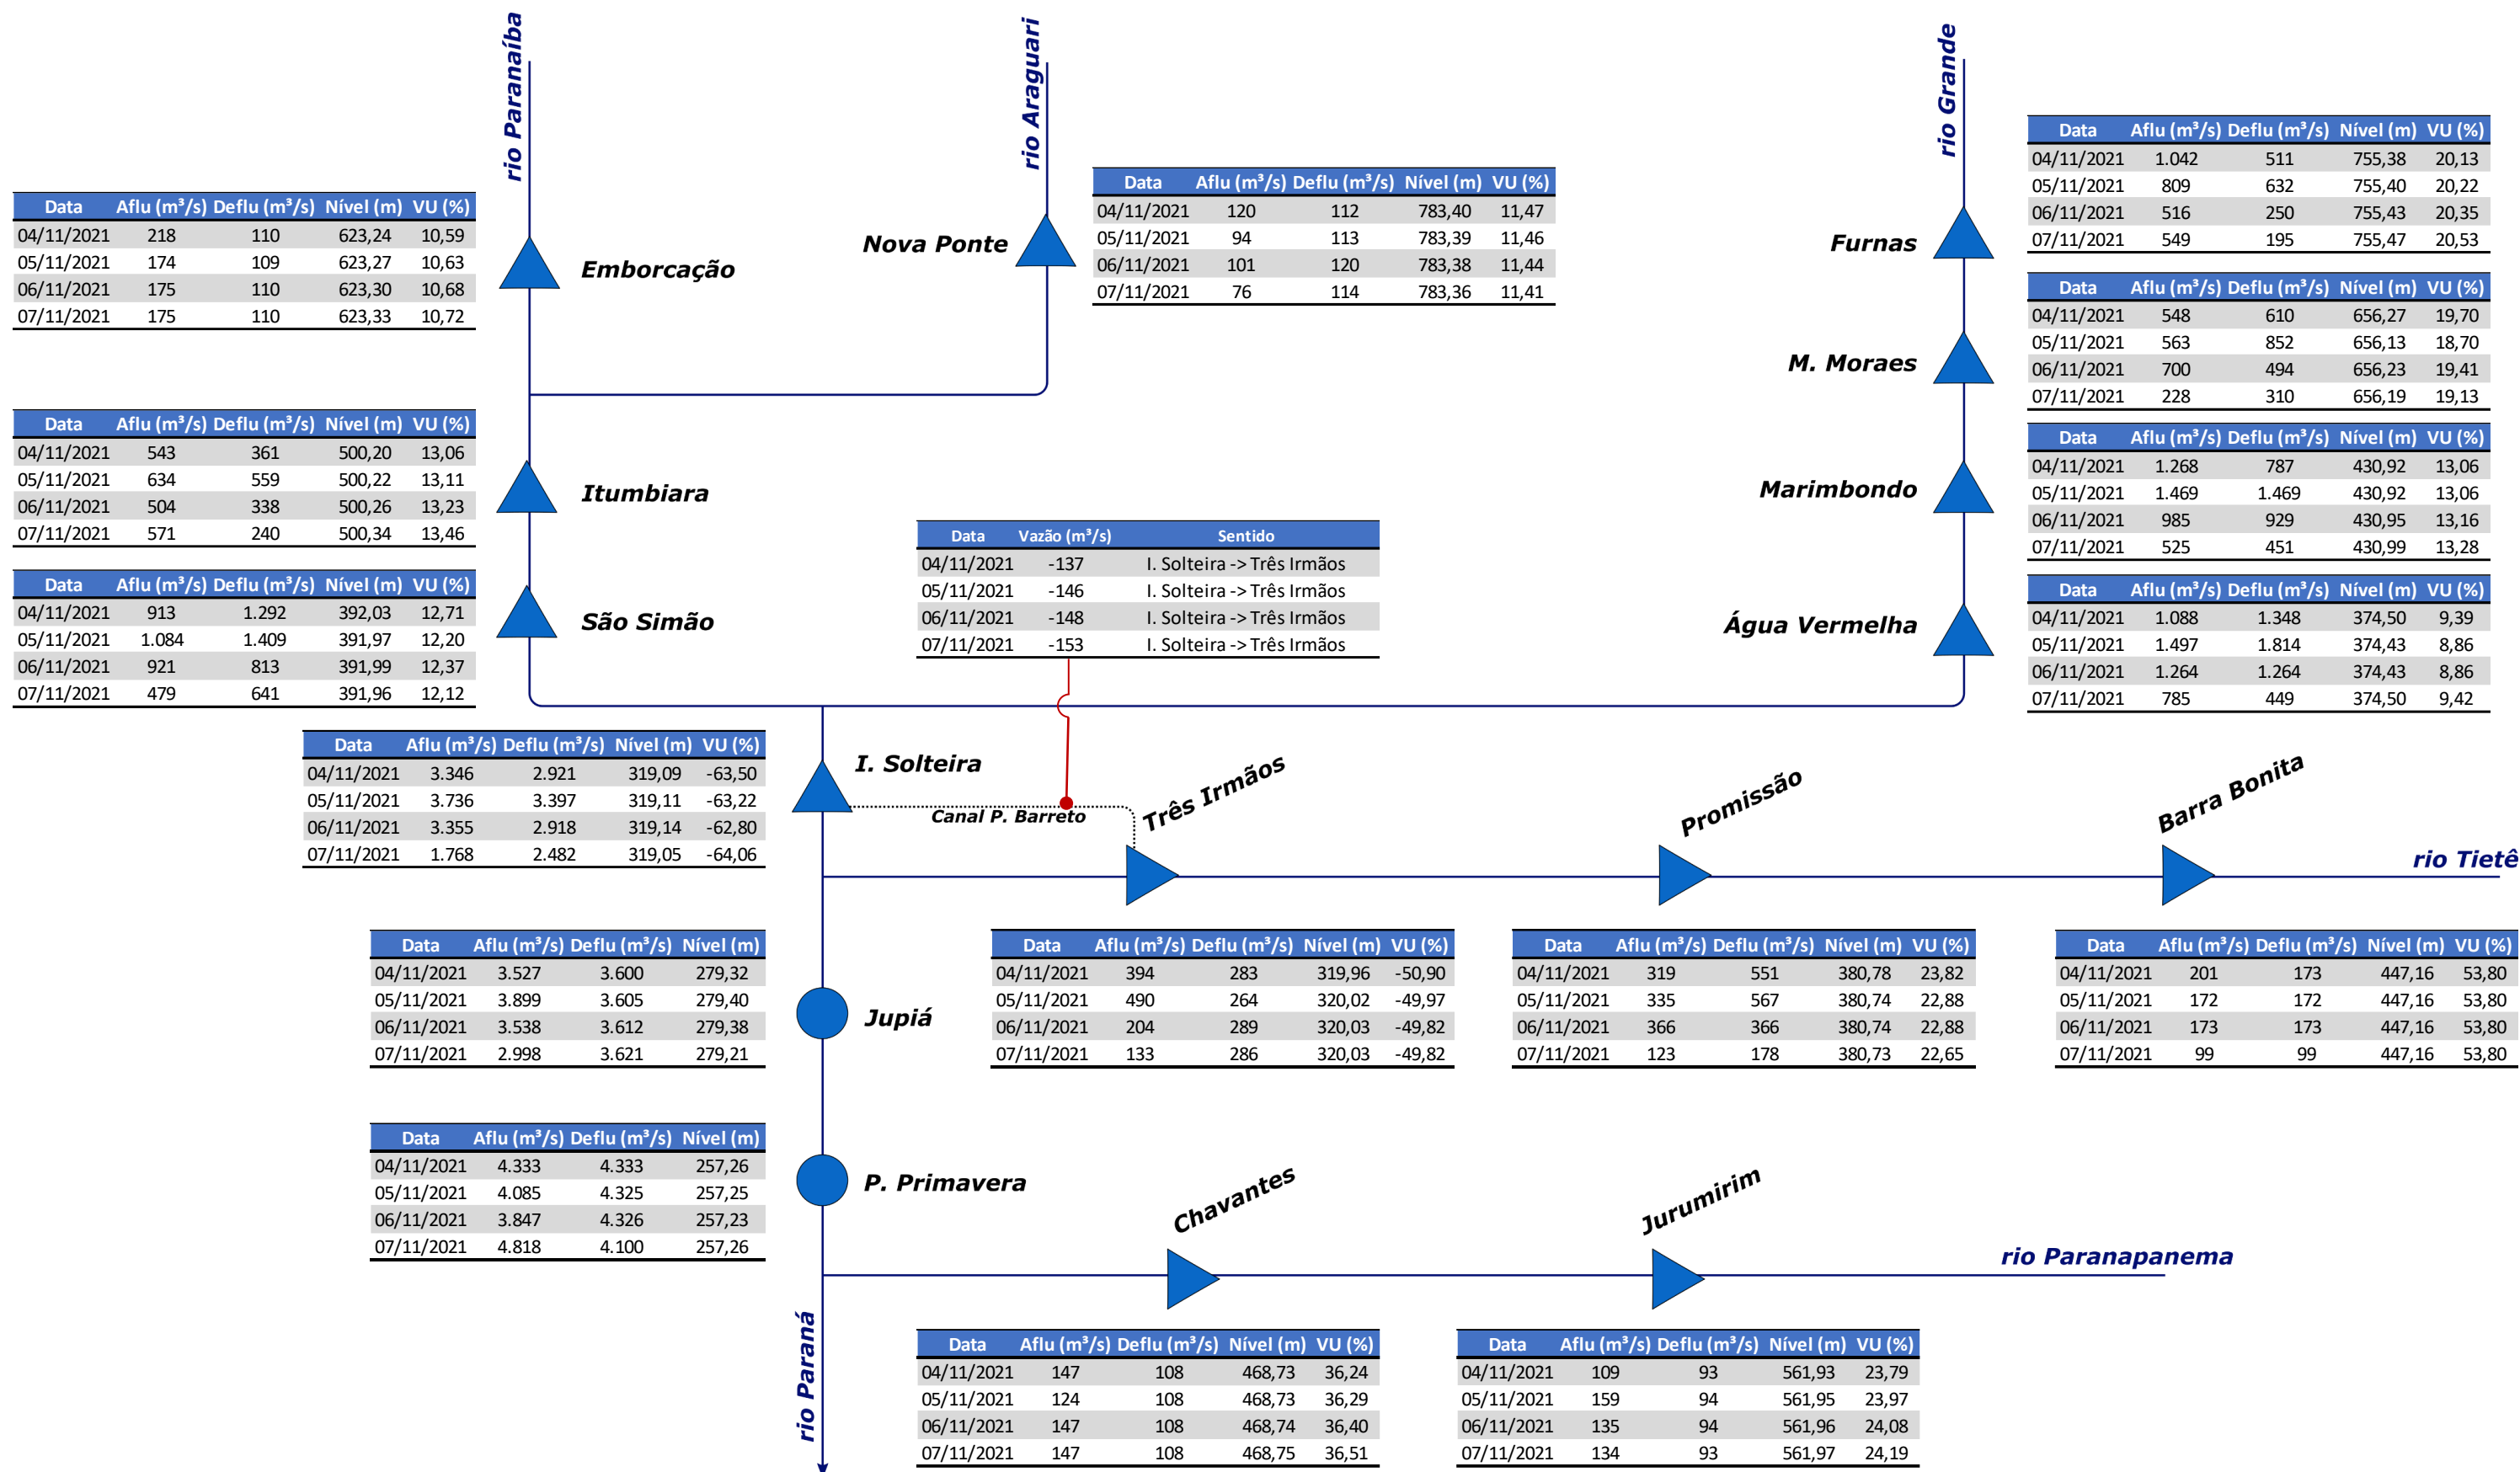 rio Paranaíba
rio Araguari
rio Grande
Data Aflu (m³/s) Deflu (m³/s) Nível (m) VU (%)
04/11/2021 218 110 623,24 10,59
05/11/2021 174 109 623,27 10,63
06/11/2021 175 110 623,30 10,68
07/11/2021 175 110 623,33 10,72
Emborcação
Nova Ponte
Data Aflu (m³/s) Deflu (m³/s) Nível (m) VU (%)
04/11/2021 120 112 783,40 11,47
05/11/2021 94 113 783,39 11,46
06/11/2021 101 120 783,38 11,44
07/11/2021 76 114 783,36 11,41
Furnas
Data Aflu (m³/s) Deflu (m³/s) Nível (m) VU (%)
04/11/2021 1.042 511 755,38 20,13
05/11/2021 809 632 755,40 20,22
06/11/2021 516 250 755,43 20,35
07/11/2021 549 195 755,47 20,53
M. Moraes
Data Aflu (m³/s) Deflu (m³/s) Nível (m) VU (%)
04/11/2021 548 610 656,27 19,70
05/11/2021 563 852 656,13 18,70
06/11/2021 700 494 656,23 19,41
07/11/2021 228 310 656,19 19,13
Data Aflu (m³/s) Deflu (m³/s) Nível (m) VU (%)
04/11/2021 543 361 500,20 13,06
05/11/2021 634 559 500,22 13,11
06/11/2021 504 338 500,26 13,23
07/11/2021 571 240 500,34 13,46
Itumbiara
Marimbondo
Data Aflu (m³/s) Deflu (m³/s) Nível (m) VU (%)
04/11/2021 1.268 787 430,92 13,06
05/11/2021 1.469 1.469 430,92 13,06
06/11/2021 985 929 430,95 13,16
07/11/2021 525 451 430,99 13,28
Data Aflu (m³/s) Deflu (m³/s) Nível (m) VU (%)
04/11/2021 913 1.292 392,03 12,71
05/11/2021 1.084 1.409 391,97 12,20
06/11/2021 921 813 391,99 12,37
07/11/2021 479 641 391,96 12,12
São Simão
Data Vazão (m³/s) Sentido
04/11/2021 -137 I. Solteira -> Três Irmãos
05/11/2021 -146 I. Solteira -> Três Irmãos
06/11/2021 -148 I. Solteira -> Três Irmãos
07/11/2021 -153 I. Solteira -> Três Irmãos
Água Vermelha
Data Aflu (m³/s) Deflu (m³/s) Nível (m) VU (%)
04/11/2021 1.088 1.348 374,50 9,39
05/11/2021 1.497 1.814 374,43 8,86
06/11/2021 1.264 1.264 374,43 8,86
07/11/2021 785 449 374,50 9,42
Data Aflu (m³/s) Deflu (m³/s) Nível (m) VU (%)
04/11/2021 3.346 2.921 319,09 -63,50
05/11/2021 3.736 3.397 319,11 -63,22
06/11/2021 3.355 2.918 319,14 -62,80
07/11/2021 1.768 2.482 319,05 -64,06
I. Solteira
Canal P. Barreto
Três Irmãos
Promissão
Barra Bonita
rio Tietê
Data Aflu (m³/s) Deflu (m³/s) Nível (m)
04/11/2021 3.527 3.600 279,32
05/11/2021 3.899 3.605 279,40
06/11/2021 3.538 3.612 279,38
07/11/2021 2.998 3.621 279,21
Jupiá
Data Aflu (m³/s) Deflu (m³/s) Nível (m) VU (%)
04/11/2021 394 283 319,96 -50,90
05/11/2021 490 264 320,02 -49,97
06/11/2021 204 289 320,03 -49,82
07/11/2021 133 286 320,03 -49,82
Data Aflu (m³/s) Deflu (m³/s) Nível (m) VU (%)
04/11/2021 319 551 380,78 23,82
05/11/2021 335 567 380,74 22,88
06/11/2021 366 366 380,74 22,88
07/11/2021 123 178 380,73 22,65
Data Aflu (m³/s) Deflu (m³/s) Nível (m) VU (%)
04/11/2021 201 173 447,16 53,80
05/11/2021 172 172 447,16 53,80
06/11/2021 173 173 447,16 53,80
07/11/2021 99 99 447,16 53,80
Data Aflu (m³/s) Deflu (m³/s) Nível (m)
04/11/2021 4.333 4.333 257,26
05/11/2021 4.085 4.325 257,25
06/11/2021 3.847 4.326 257,23
07/11/2021 4.818 4.100 257,26
P. Primavera
Chavantes
Jurumirim
rio Paranapanema
rio Paraná
Data Aflu (m³/s) Deflu (m³/s) Nível (m) VU (%)
04/11/2021 147 108 468,73 36,24
05/11/2021 124 108 468,73 36,29
06/11/2021 147 108 468,74 36,40
07/11/2021 147 108 468,75 36,51
Data Aflu (m³/s) Deflu (m³/s) Nível (m) VU (%)
04/11/2021 109 93 561,93 23,79
05/11/2021 159 94 561,95 23,97
06/11/2021 135 94 561,96 24,08
07/11/2021 134 93 561,97 24,19